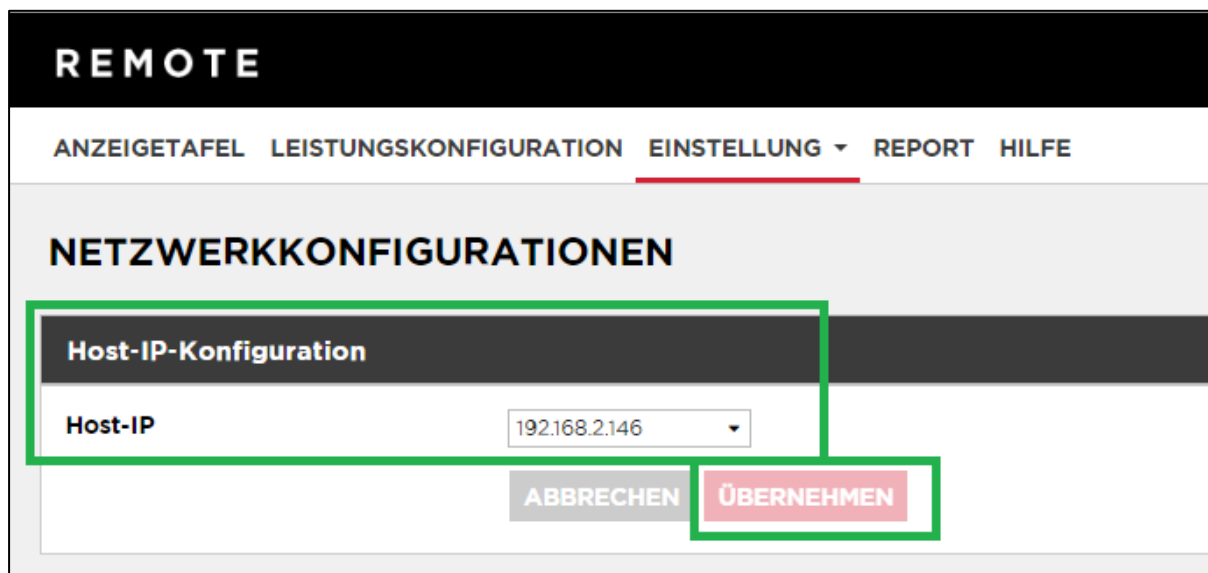 REMOTE
ANZEIGETAFEL LEISTUNGSKONFIGURATION EINSTELLUNG REPORT HILFE
NETZWERKKONFIGURATIONEN
Host-IP-Konfiguration
Host-IP 192.168.2.146
ABBRECHEN ÜBERNEHMEN